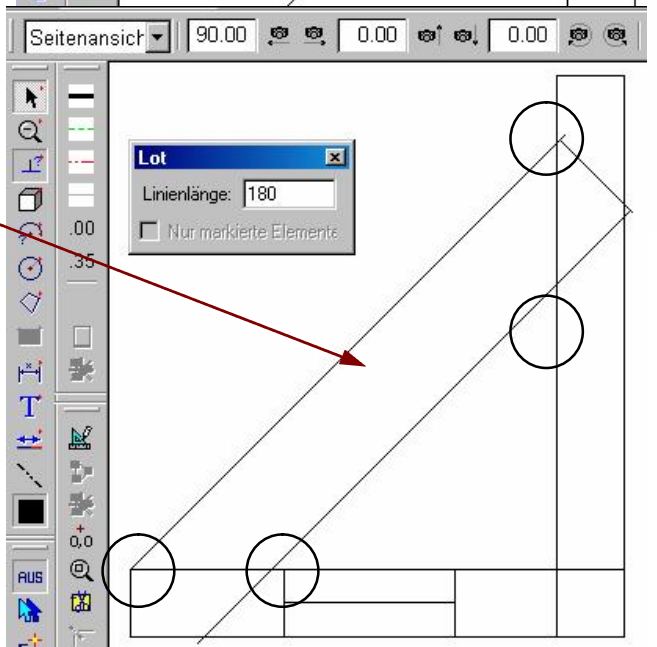 Seitenansich 90.00 0.00 0.00
Lot
Linienlänge: 180
Nur markierte Elemente
.00
.35
T
0,0
AUS